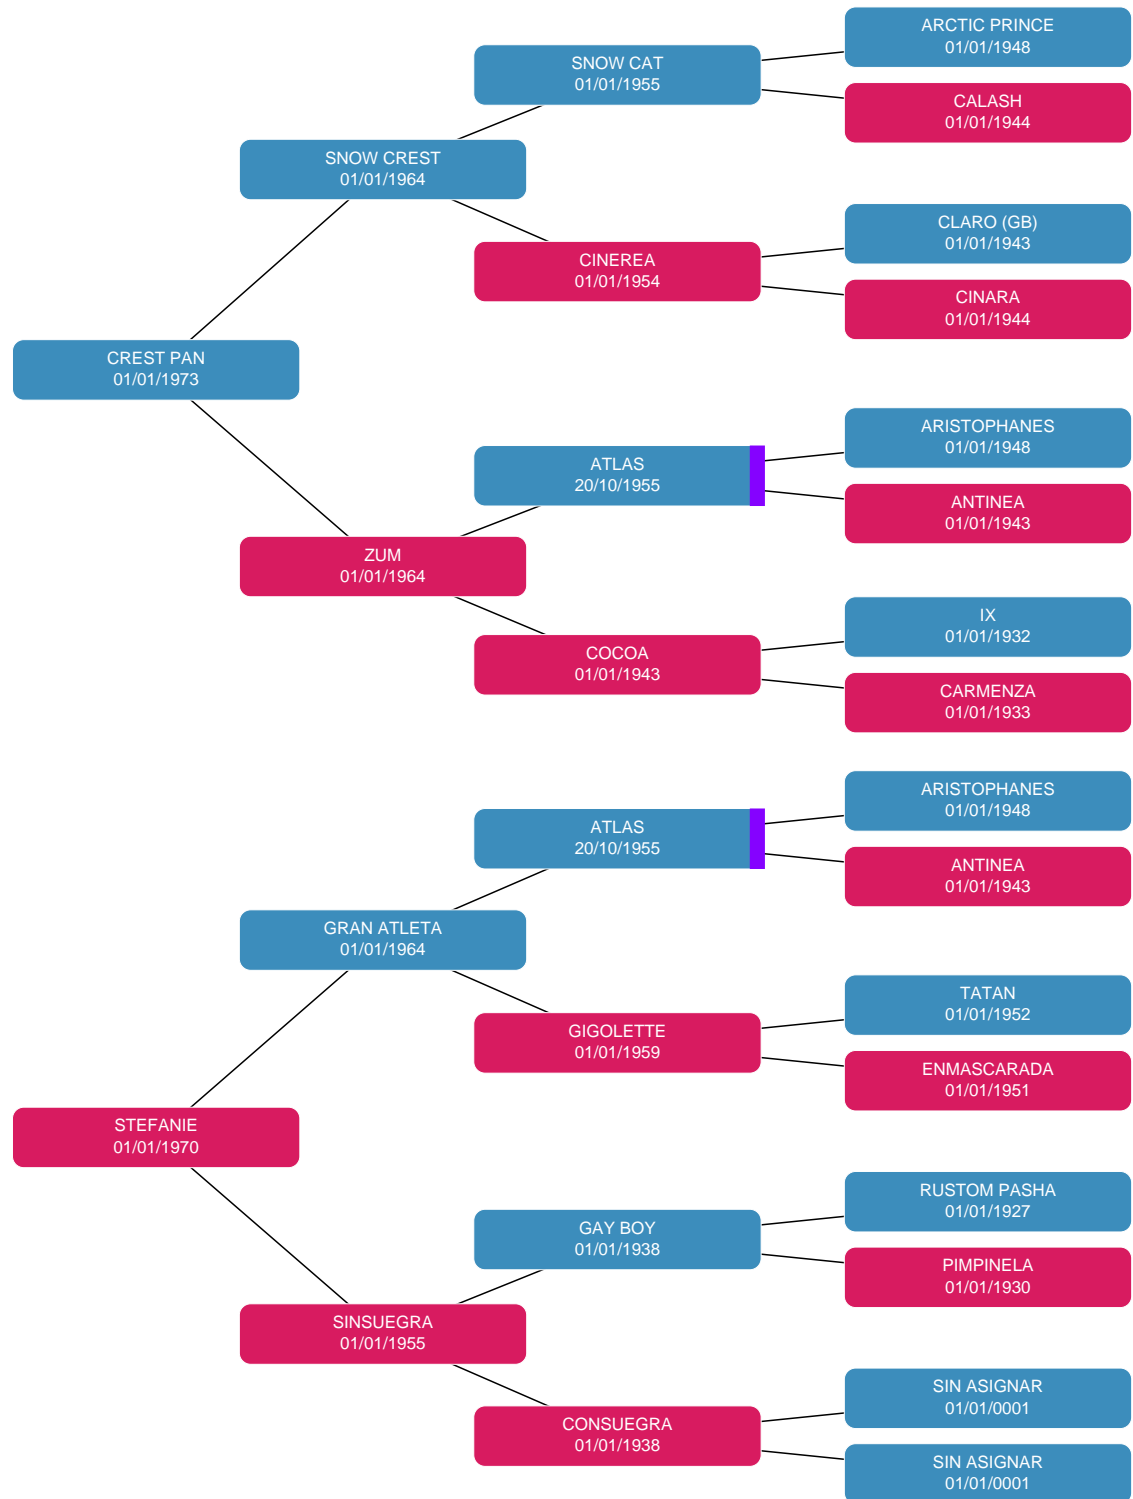 ARCTIC PRINCE
01/01/1948
SNOW CAT
01/01/1955
CALASH
01/01/1944
SNOW CREST
01/01/1964
CLARO (GB)
01/01/1943
CINEREA
01/01/1954
CINARA
01/01/1944
CREST PAN
01/01/1973
ARISTOPHANES
01/01/1948
ATLAS
20/10/1955
ANTINEA
01/01/1943
ZUM
01/01/1964
IX
01/01/1932
COCOA
01/01/1943
CARMENZA
01/01/1933
ARISTOPHANES
01/01/1948
ATLAS
20/10/1955
ANTINEA
01/01/1943
GRAN ATLETA
01/01/1964
TATAN
01/01/1952
GIGOLETTE
01/01/1959
ENMASCARADA
01/01/1951
STEFANIE
01/01/1970
RUSTOM PASHA
01/01/1927
GAY BOY
01/01/1938
PIMPINELA
01/01/1930
SINSUEGRA
01/01/1955
SIN ASIGNAR
01/01/0001
CONSUEGRA
01/01/1938
SIN ASIGNAR
01/01/0001